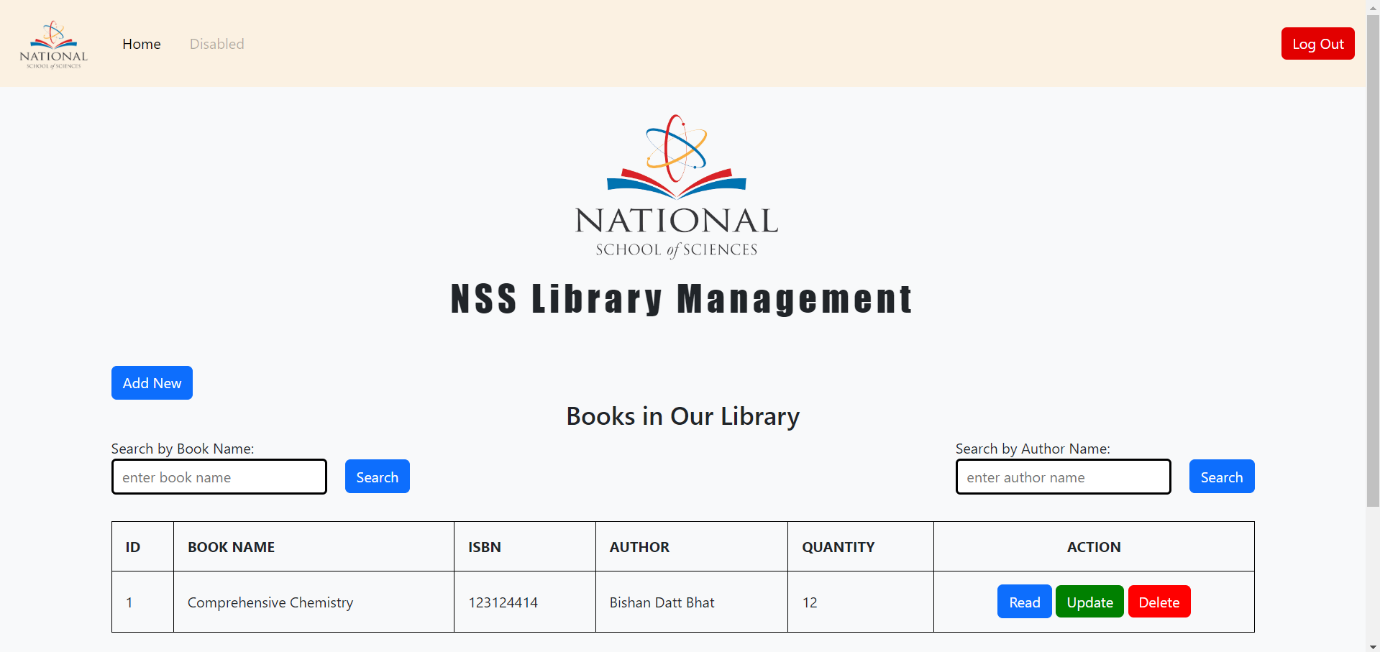 NATIONAL
SCHOOL of SCIENCES
Home Disabled
Log Out
NATIONAL
SCHOOL of SCIENCES
NSS Library Management
Add New
Books in Our Library
Search by Book Name:
enter book name Search
Search by Author Name:
enter author name Search
ID BOOK NAME ISBN AUTHOR QUANTITY ACTION
1 Comprehensive Chemistry 123124414 Bishan Datt Bhat 12 Read Update Delete